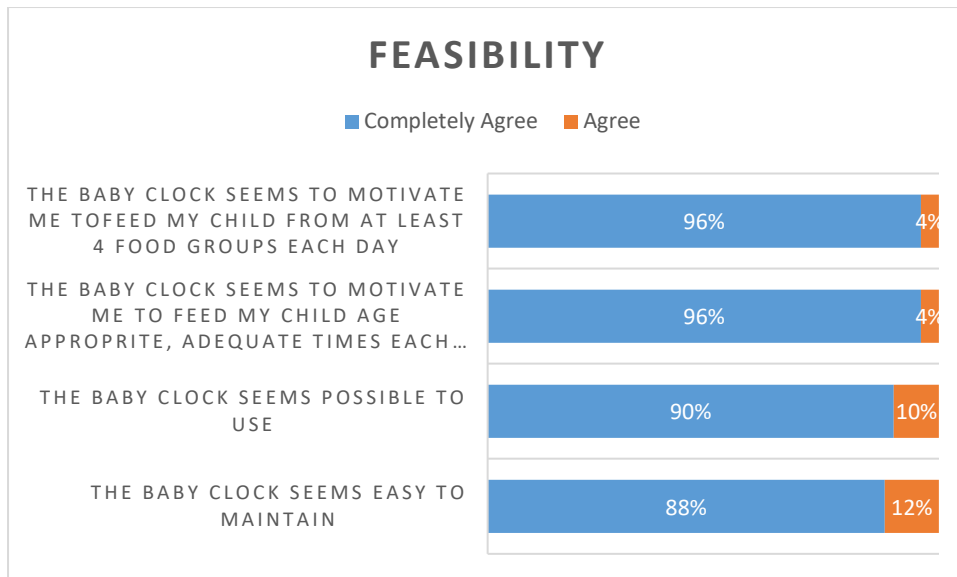 FEASIBILITY
Completely Agree Agree
THE BABY CLOCK SEEMS TO MOTIVATE
ME TOFEED MY CHILD FROM AT LEAST
4 FOOD GROUPS EACH DAY
96% 4%
THE BABY CLOCK SEEMS TO MOTIVATE
ME TO FEED MY CHILD AGE
APPROPRITE, ADEQUATE TIMES EACH…
96% 4%
THE BABY CLOCK SEEMS POSSIBLE TO
USE
90% 10%
THE BABY CLOCK SEEMS EASY TO
MAINTAIN
88% 12%